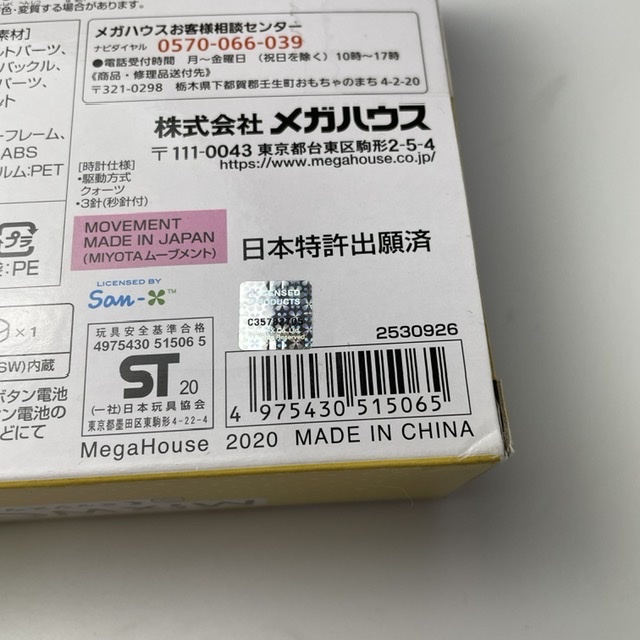 色・変質する場合があります。
素材]
ルトパーツ、
バックル、
パーツ、
ット
ーフレーム、
ABS
ルム:PET
プラ
:PE
×1
SW)内蔵
ボタン電池
ン電池の
どにて
メガハウスお客様相談センター
ナビダイヤル 0570-066-039
●電話受付時間 月~金曜日 (祝日を除く) 10時~17時
《商品・修理品送付先》
〒321-0298 栃木県下都賀郡壬生町おもちゃのまち4-2-20
株式会社 メガハウス
〒111-0043 東京都台東区駒形2-5-4
https://www.megahouse.co.jp/
[時計仕様]
・駆動方式
クォーツ
・3針(秒針付)
MOVEMENT
MADE IN JAPAN
(MIYOTAムーブメント)
日本特許出願済
LICENSED BY
San-X™
玩具安全基準合格
4975430 51506 5
ST 20
(一社)日本玩具協会
東京都墨田区東駒形4-22-4
2530926
4 975430 515065
MegaHouse 2020 MADE IN CHINA